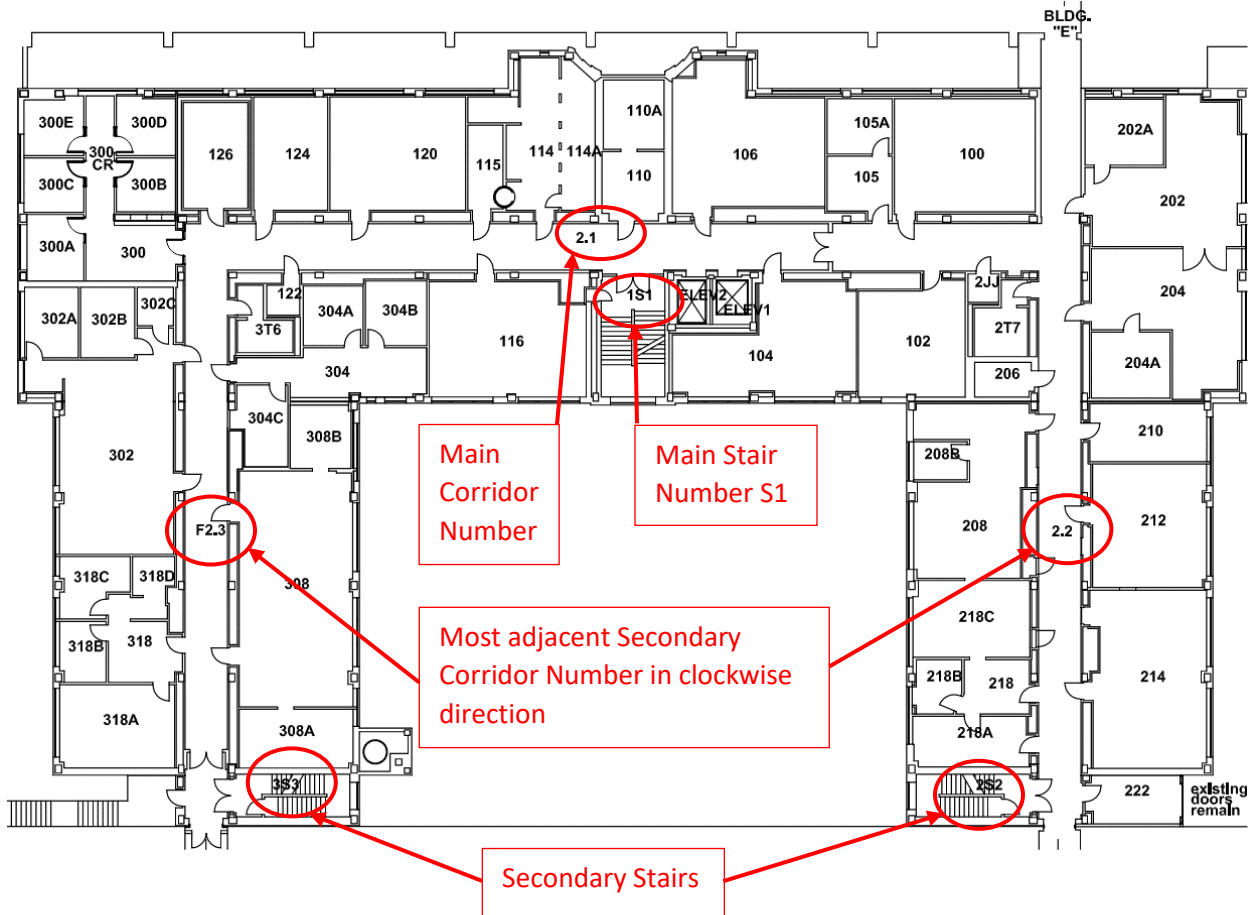 BLDG.
"E"
300E
300D
300
CR
300C
300B
300A
300
126
124
120
115
114
114A
110A
110
106
105A
105
100
202A
202
2.1
302A
302B
302C
122
3T6
304A
304B
304
116
1S1
ELEV2
ELEV1
104
102
2JJ
2T7
206
204
204A
302
304C
308B
Main
Corridor
Number
Main Stair
Number S1
208B
208
210
212
F2.3
2.2
308
318C
318D
318B
318
318A
308A
Most adjacent Secondary
Corridor Number in clockwise
direction
218C
218B
218
218A
214
3S3
2S2
222
existing
doors
remain
Secondary Stairs